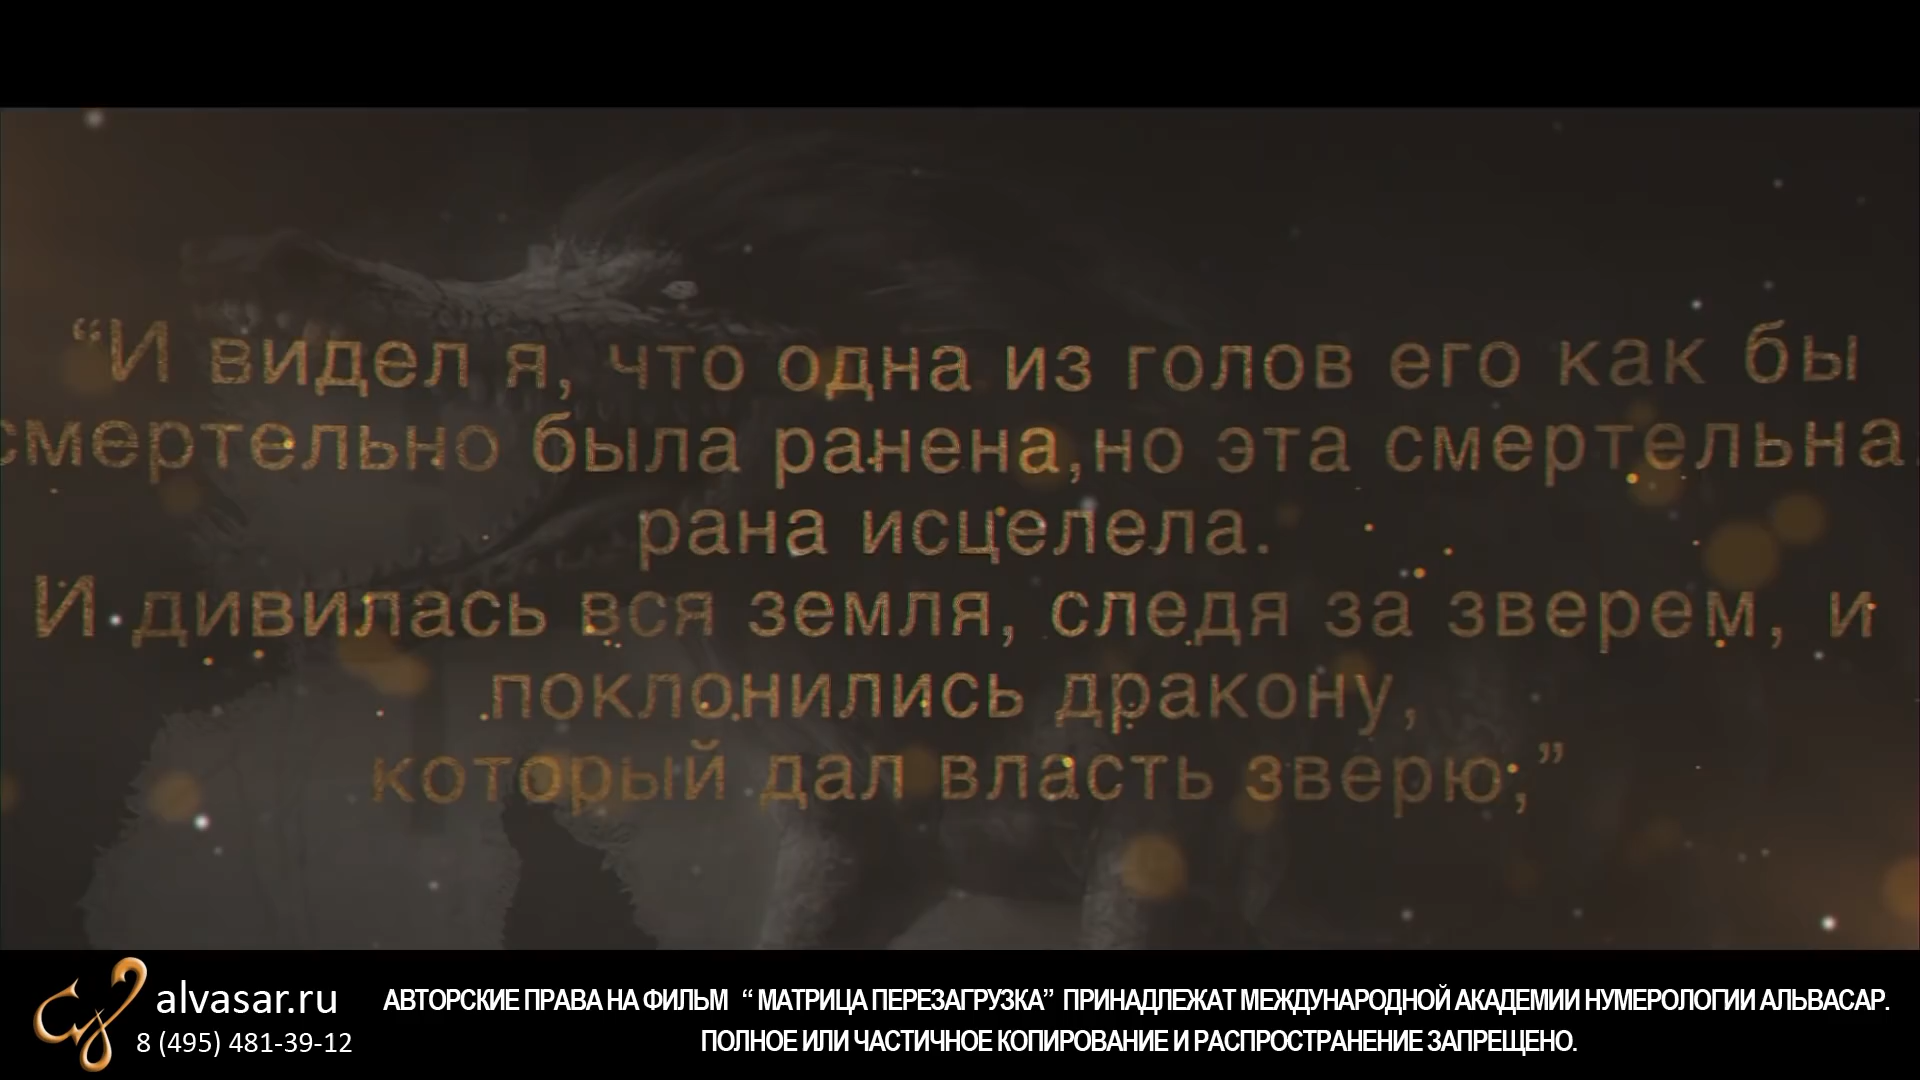 “И видел я, что одна из голов его как бы
смертельно была ранена,но эта смертельна
рана исцелела.
И дивилась вся земля, следя за зверем, и
поклонились дракону,
который дал власть зверю;”
alvasar.ru
8 (495) 481-39-12
АВТОРСКИЕ ПРАВА НА ФИЛЬМ “ МАТРИЦА ПЕРЕЗАГРУЗКА” ПРИНАДЛЕЖАТ МЕЖДУНАРОДНОЙ АКАДЕМИИ НУМЕРОЛОГИИ АЛЬВАСАР.
ПОЛНОЕ ИЛИ ЧАСТИЧНОЕ КОПИРОВАНИЕ И РАСПРОСТРАНЕНИЕ ЗАПРЕЩЕНО.